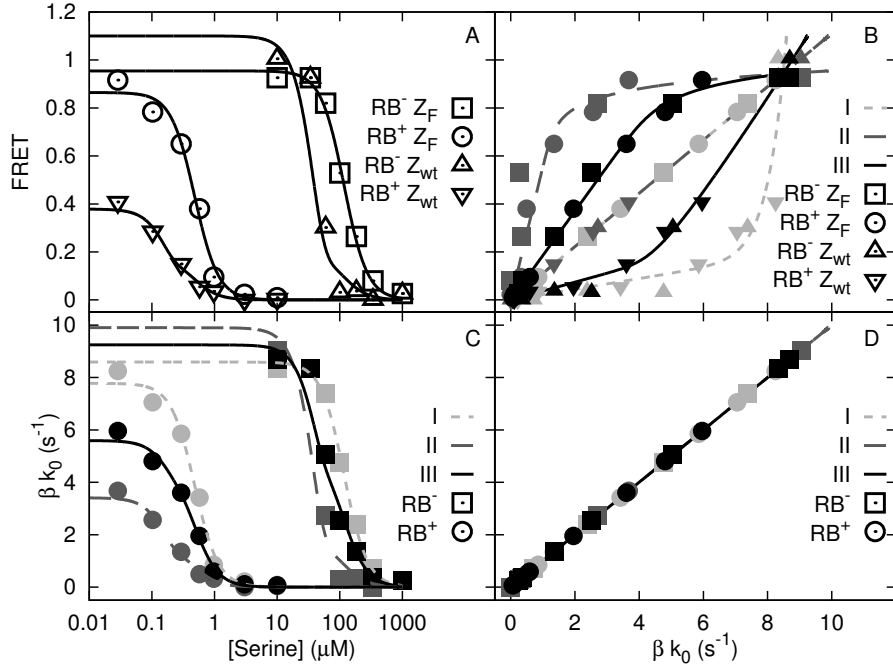 A
B
1
0.8
0.6
0.4
0.2
0
FRET
RB⁻ Z_F
RB⁺ Z_F
RB⁻ Z_wt
RB⁺ Z_wt
I
II
III
RB⁻ Z_F
RB⁺ Z_F
RB⁻ Z_wt
RB⁺ Z_wt
C
D
10
8
6
4
2
0
β k₀ (s⁻¹)
I
II
III
RB⁻
RB⁺
I
II
III
RB⁻
RB⁺
0.01 0.1 1 10 100 1000
[Serine] (μM)
0 2 4 6 8 10
β k₀ (s⁻¹)